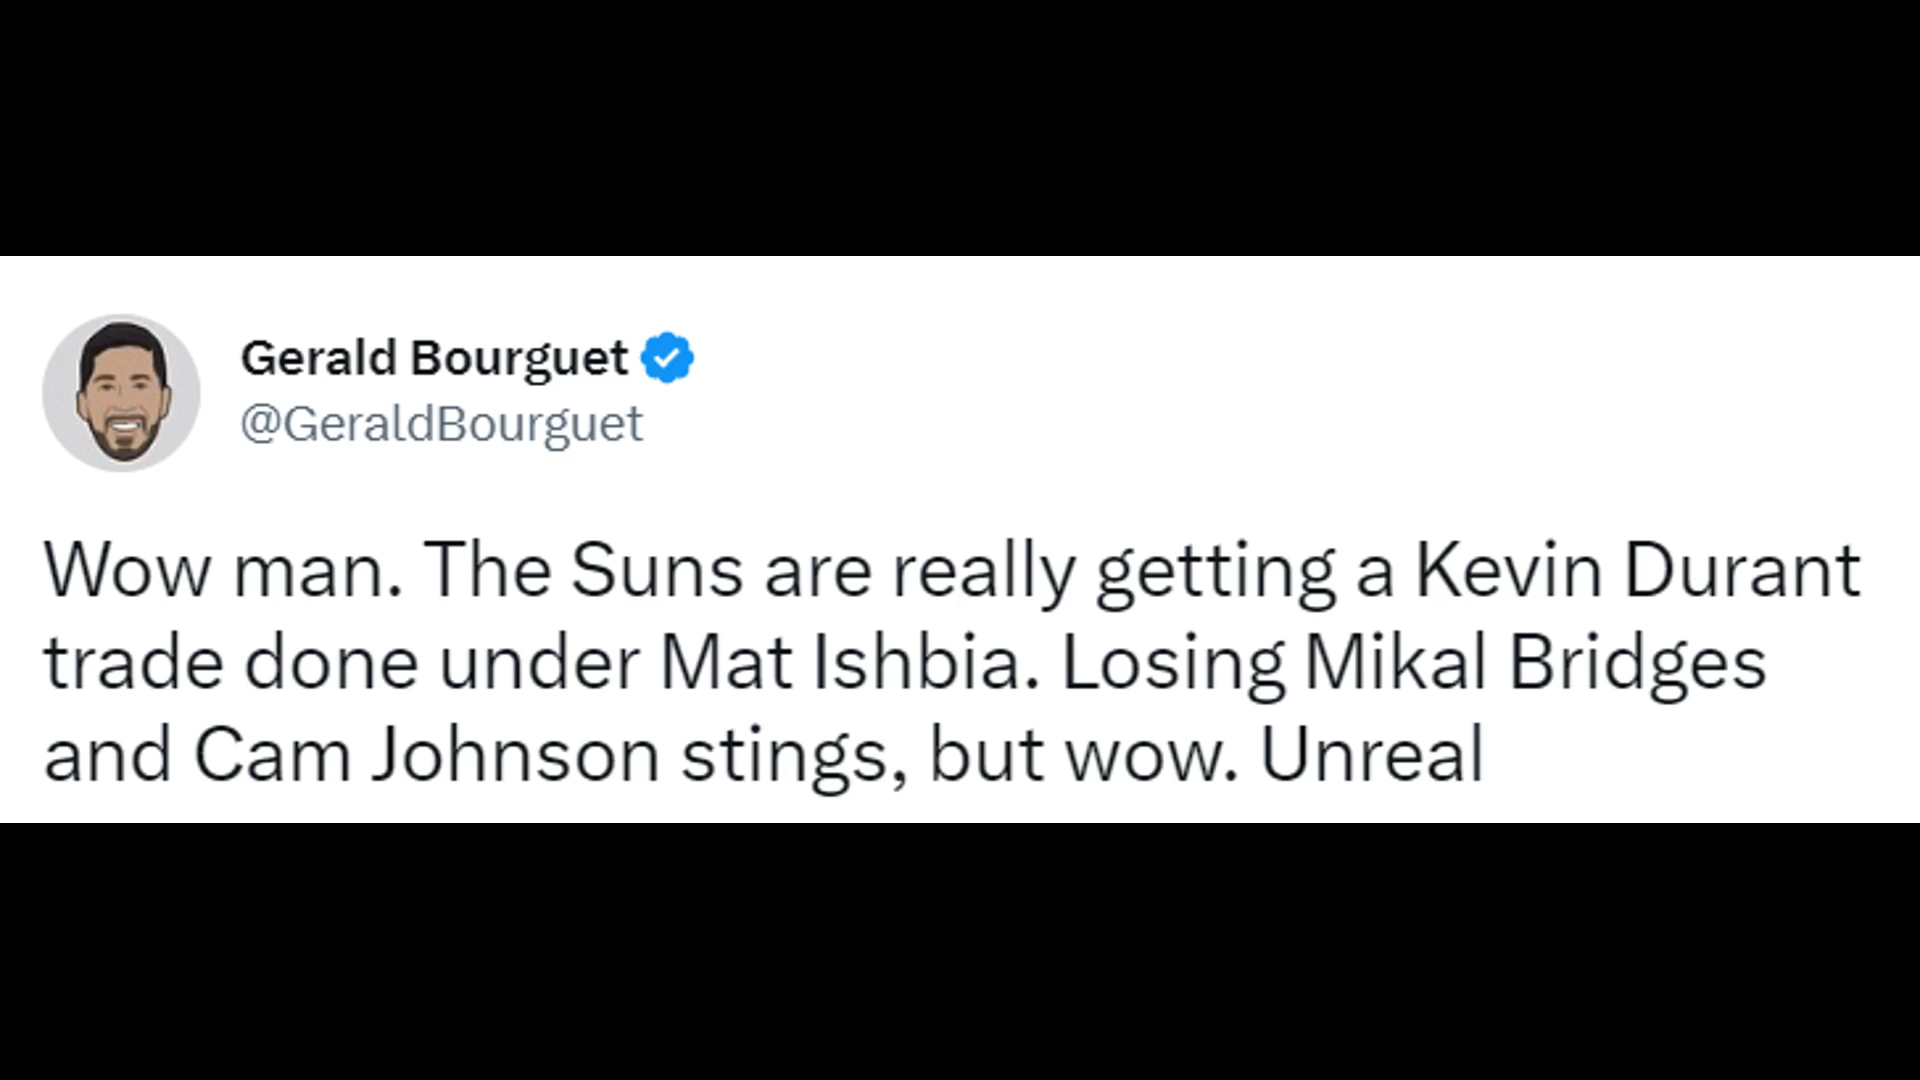 Gerald Bourguet
@GeraldBourguet
Wow man. The Suns are really getting a Kevin Durant
trade done under Mat Ishbia. Losing Mikal Bridges
and Cam Johnson stings, but wow. Unreal